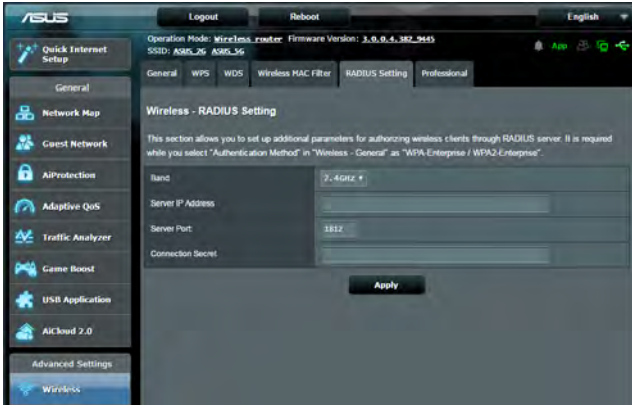 ASUS
Logout
Reboot
English
Operation Mode: Wireless router Firmware Version: 3.0.0.4.382_9445
SSID: ASUS_2G ASUS_5G
App
Quick Internet
Setup
General
WPS
WDS
Wireless MAC Filter
RADIUS Setting
Professional
General
Network Map
Guest Network
AiProtection
Adaptive QoS
Traffic Analyzer
Game Boost
USB Application
AiCloud 2.0
Advanced Settings
Wireless
Wireless - RADIUS Setting
This section allows you to set up additional parameters for authorizing wireless clients through RADIUS server. It is required
while you select "Authentication Method" in "Wireless - General" as "WPA-Enterprise / WPA2-Enterprise".
Band
2.4GHz
Server IP Address
Server Port:
1812
Connection Secret
Apply